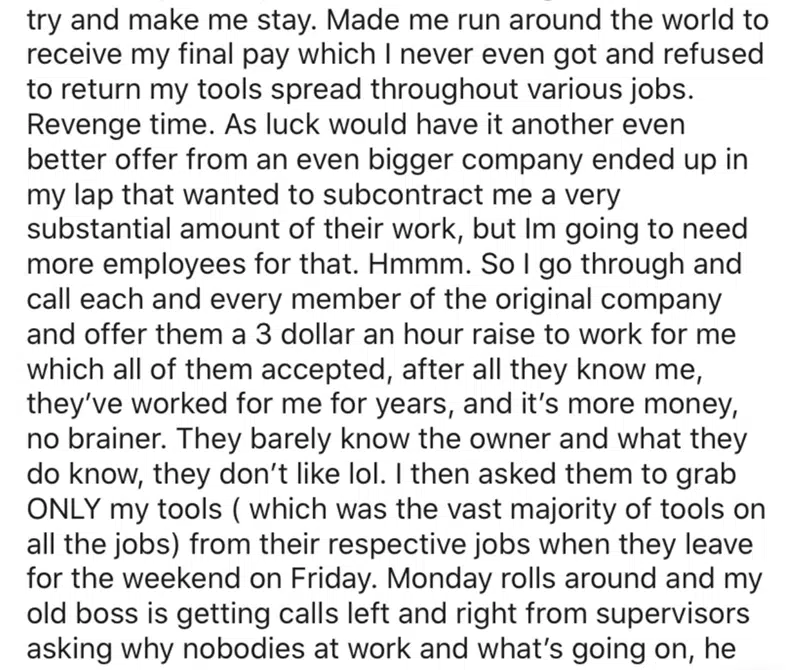 try and make me stay. Made me run around the world to
receive my final pay which I never even got and refused
to return my tools spread throughout various jobs.
Revenge time. As luck would have it another even
better offer from an even bigger company ended up in
my lap that wanted to subcontract me a very
substantial amount of their work, but Im going to need
more employees for that. Hmmm. So I go through and
call each and every member of the original company
and offer them a 3 dollar an hour raise to work for me
which all of them accepted, after all they know me,
they’ve worked for me for years, and it’s more money,
no brainer. They barely know the owner and what they
do know, they don’t like lol. I then asked them to grab
ONLY my tools ( which was the vast majority of tools on
all the jobs) from their respective jobs when they leave
for the weekend on Friday. Monday rolls around and my
old boss is getting calls left and right from supervisors
asking why nobodies at work and what’s going on, he